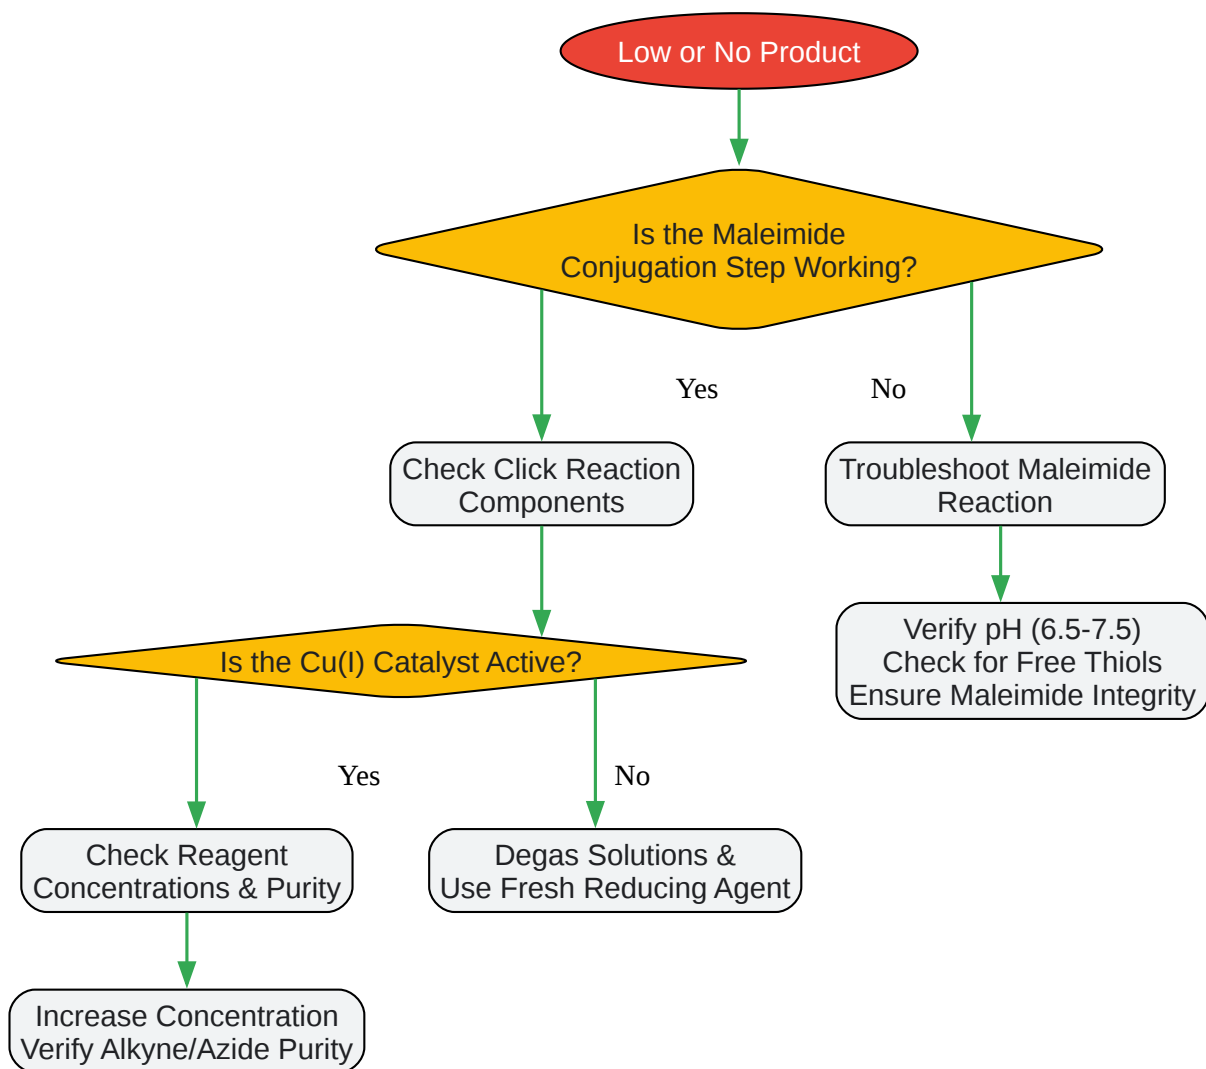 Low or No Product
Is the Maleimide
Conjugation Step Working?
Yes
No
Check Click Reaction
Components
Troubleshoot Maleimide
Reaction
Verify pH (6.5-7.5)
Check for Free Thiols
Ensure Maleimide Integrity
Is the Cu(I) Catalyst Active?
Yes
No
Check Reagent
Concentrations & Purity
Degas Solutions &
Use Fresh Reducing Agent
Increase Concentration
Verify Alkyne/Azide Purity